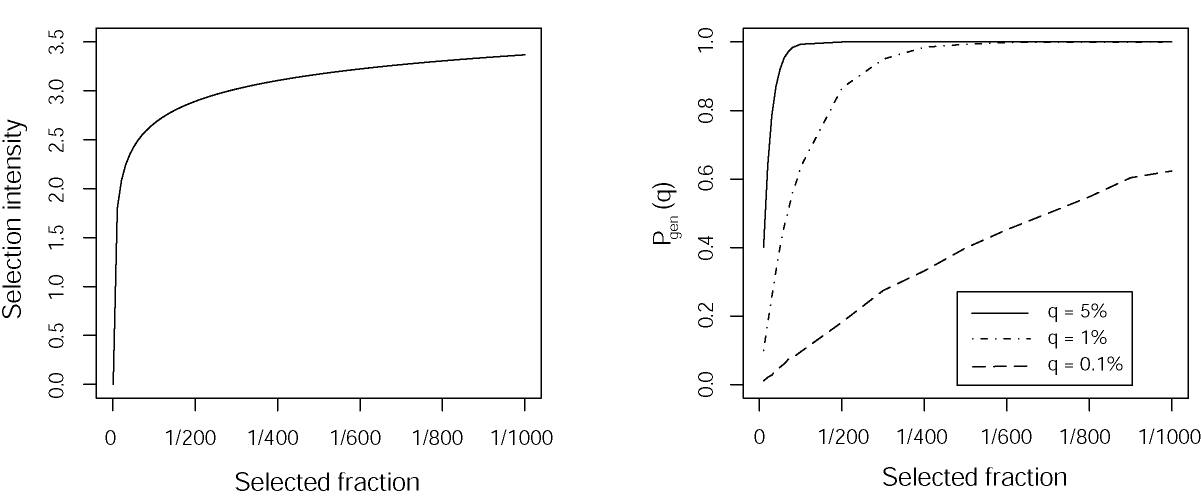 Selection intensity
3.5
3.0
2.5
2.0
1.5
1.0
0.5
0.0
0 1/200 1/400 1/600 1/800 1/1000
Selected fraction
Pgen (q)
1.0
0.8
0.6
0.4
0.2
0.0
q = 5%
q = 1%
q = 0.1%
0 1/200 1/400 1/600 1/800 1/1000
Selected fraction